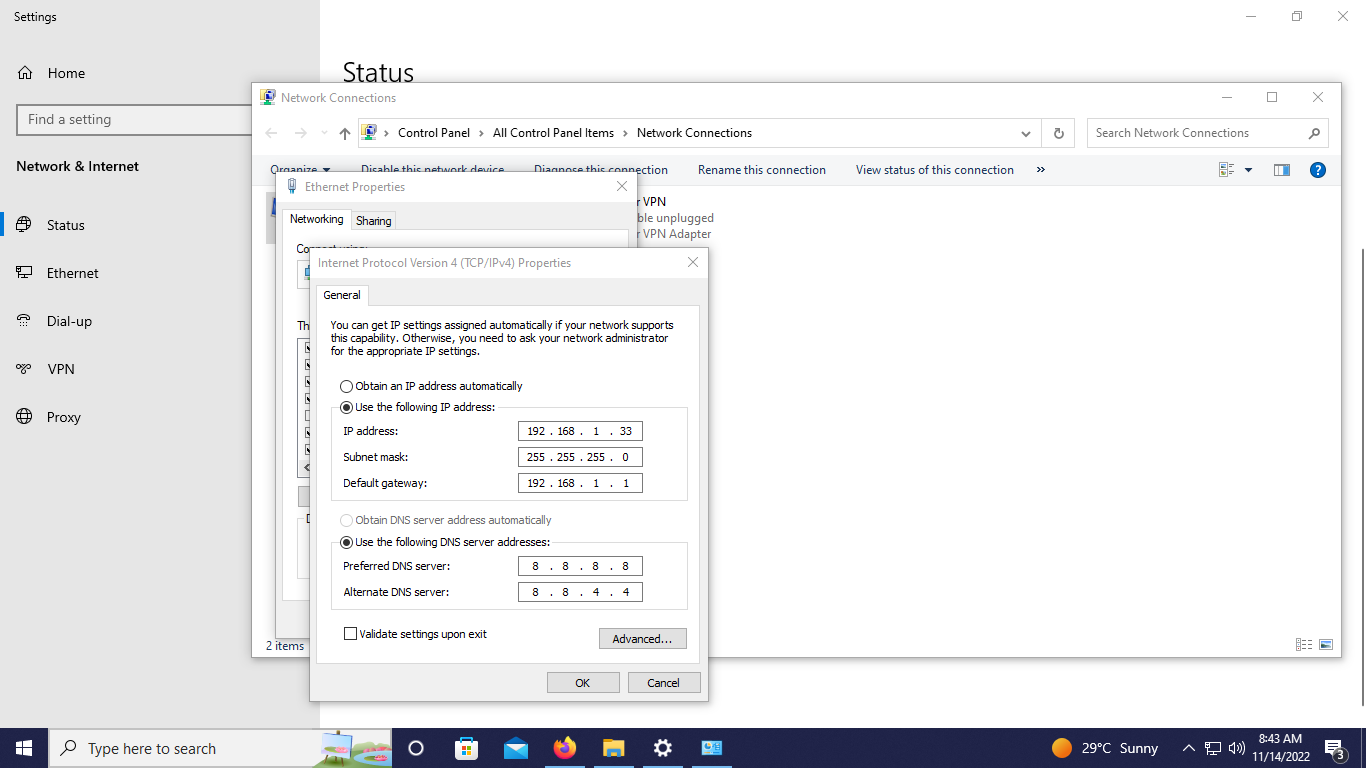 Settings
Home
Find a setting
Network & Internet
Status
Ethernet
Dial-up
VPN
Proxy
Status
Network Connections
Control Panel
All Control Panel Items
Network Connections
Search Network Connections
Organize
Disable this network device
Diagnose this connection
Rename this connection
View status of this connection
»
r VPN
ble unplugged
r VPN Adapter
2 items
Ethernet Properties
Networking
Sharing
Connect using:
Th
Internet Protocol Version 4 (TCP/IPv4) Properties
General
You can get IP settings assigned automatically if your network supports
this capability. Otherwise, you need to ask your network administrator
for the appropriate IP settings.
Obtain an IP address automatically
Use the following IP address:
IP address: 192 . 168 . 1 . 33
Subnet mask: 255 . 255 . 255 . 0
Default gateway: 192 . 168 . 1 . 1
Obtain DNS server address automatically
Use the following DNS server addresses:
Preferred DNS server: 8 . 8 . 8 . 8
Alternate DNS server: 8 . 8 . 4 . 4
Validate settings upon exit
Advanced...
OK
Cancel
Type here to search
29°C Sunny
8:43 AM
11/14/2022
3